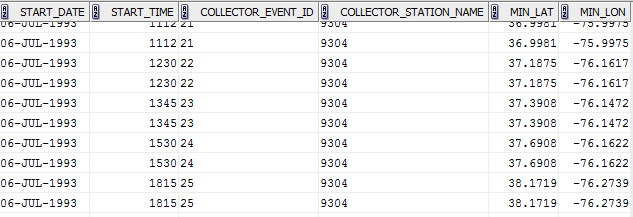 START_DATE START_TIME COLLECTOR_EVENT_ID COLLECTOR_STATION_NAME MIN_LAT MIN_LON
06-JUL-1993 1112 21 9304 36.9981 -75.9975
06-JUL-1993 1112 21 9304 36.9981 -75.9975
06-JUL-1993 1230 22 9304 37.1875 -76.1617
06-JUL-1993 1230 22 9304 37.1875 -76.1617
06-JUL-1993 1345 23 9304 37.3908 -76.1472
06-JUL-1993 1345 23 9304 37.3908 -76.1472
06-JUL-1993 1530 24 9304 37.6908 -76.1622
06-JUL-1993 1530 24 9304 37.6908 -76.1622
06-JUL-1993 1815 25 9304 38.1719 -76.2739
06-JUL-1993 1815 25 9304 38.1719 -76.2739